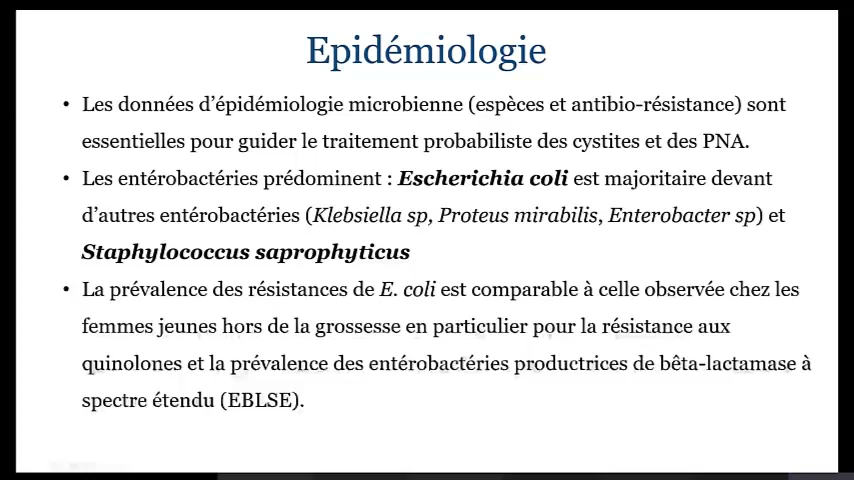 Epidémiologie
• Les données d'épidémiologie microbienne (espèces et antibio-résistance) sont
essentielles pour guider le traitement probabiliste des cystites et des PNA.
• Les entérobactéries prédominent : Escherichia coli est majoritaire devant
d'autres entérobactéries (Klebsiella sp, Proteus mirabilis, Enterobacter sp) et
Staphylococcus saprophyticus
• La prévalence des résistances de E. coli est comparable à celle observée chez les
femmes jeunes hors de la grossesse en particulier pour la résistance aux
quinolones et la prévalence des entérobactéries productrices de bêta-lactamase à
spectre étendu (EBLSE).